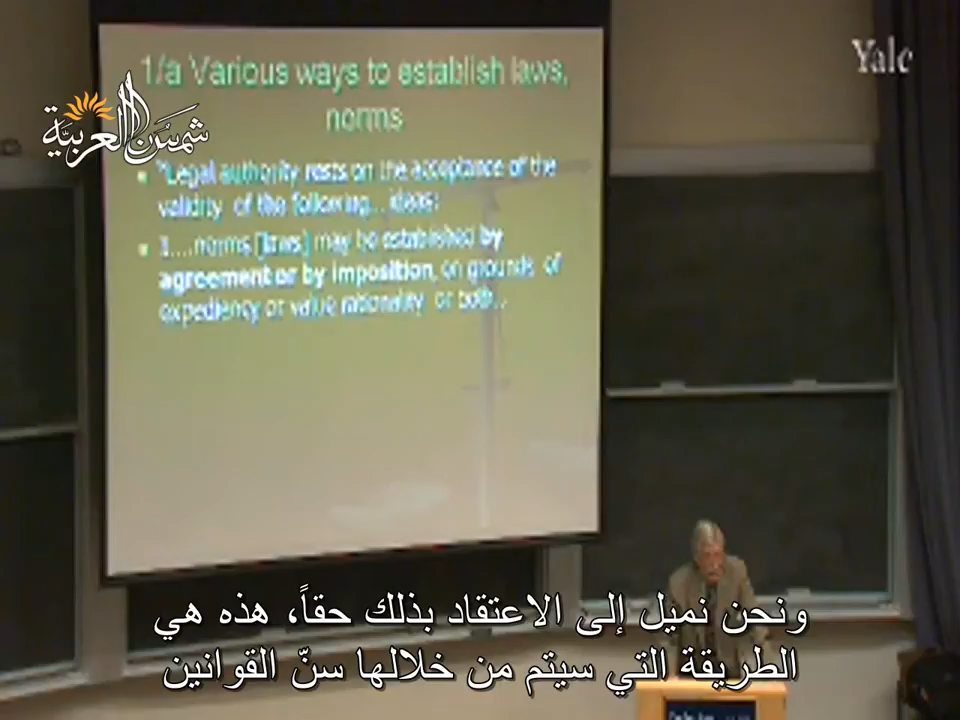 Yale
شمس العربية
1/a Various ways to establish laws,
norms
"Legal authority rests on the acceptance of the
validity of the following... ideas:
1....norms [laws] may be established by
agreement or by imposition, on grounds of
expediency or value rationality or both...
ونحن نميل إلى الاعتقاد بذلك حقاً، هذه هي
الطريقة التي سيتم من خلالها سنّ القوانين